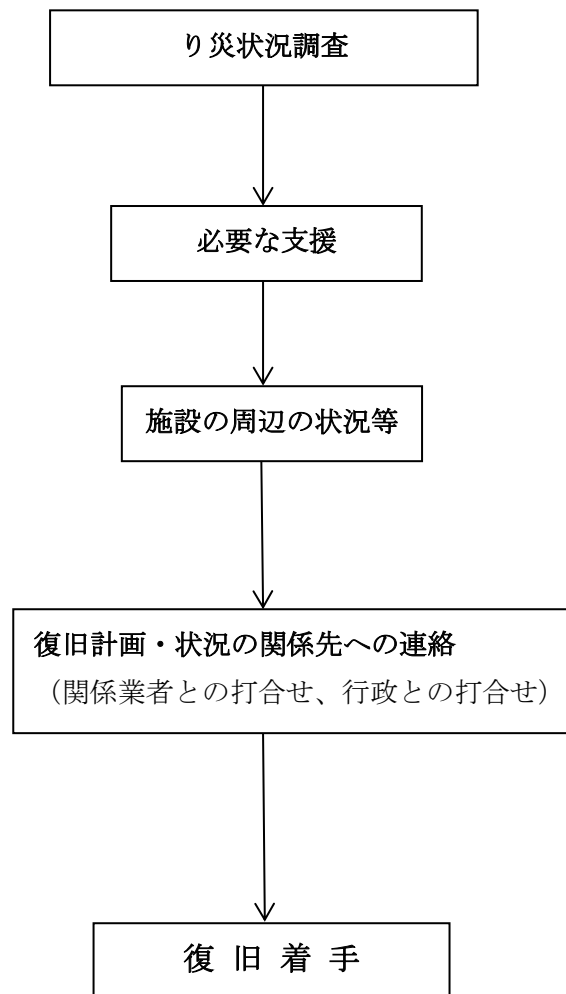 り災状況調査
必要な支援
施設の周辺の状況等
復旧計画・状況の関係先への連絡
（関係業者との打合せ、行政との打合せ）
復 旧 着 手